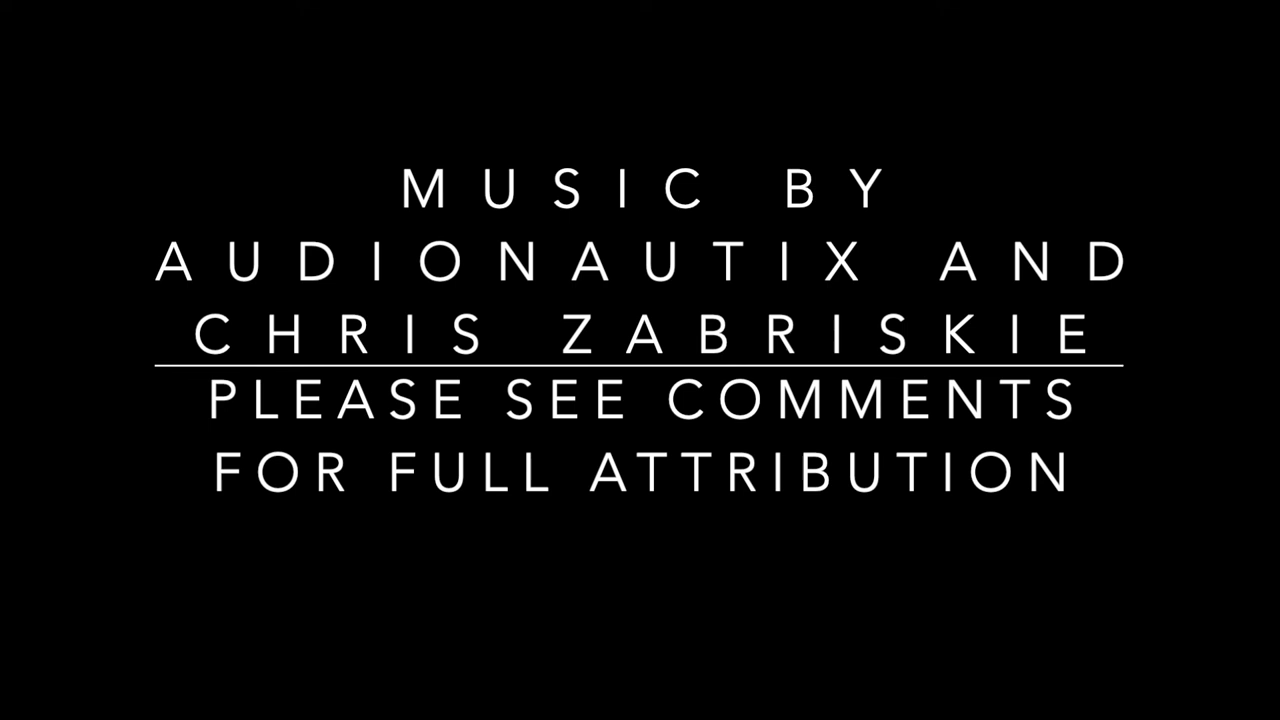 MUSIC BY
AUDIONAUTIX AND
CHRIS ZABRISKIE
PLEASE SEE COMMENTS
FOR FULL ATTRIBUTION